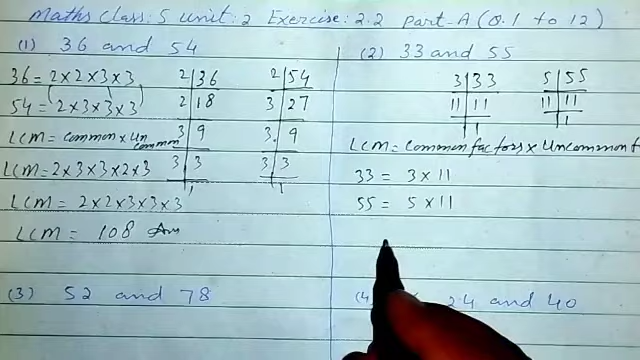 Maths Class: 5 Unit: 2 Exercise: 2.2 Part-A (Q.1 to 12)
(1) 36 and 54
36 = 2×2×3×3
54 = 2×3×3×3
LCM = common × Uncommon
LCM = 2×3×3×2×3
LCM = 2×2×3×3×3
LCM = 108 Ans
2 | 36
2 | 18
3 | 9
3 | 3
1
2 | 54
3 | 27
3 | 9
3 | 3
1
(2) 33 and 55
3 | 33
11 | 11
1
5 | 55
11 | 11
1
LCM = Common factors × Uncommon f
33 = 3 × 11
55 = 5 × 11
(3) 52 and 78
(4) 24 and 40